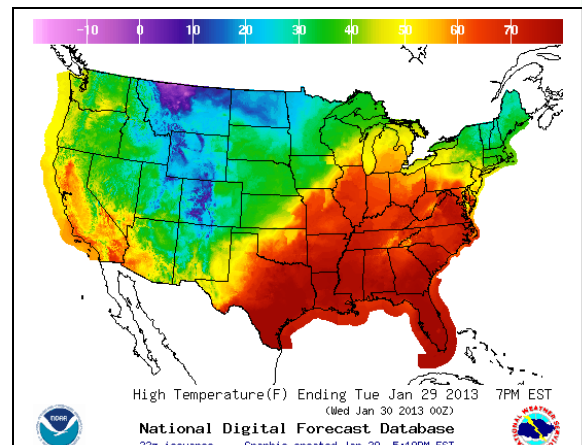 -10 0 10 20 30 40 50 60 70
High Temperature(F) Ending Tue Jan 29 2013 7PM EST
(Wed Jan 30 2013 00Z)
National Digital Forecast Database
NOAA